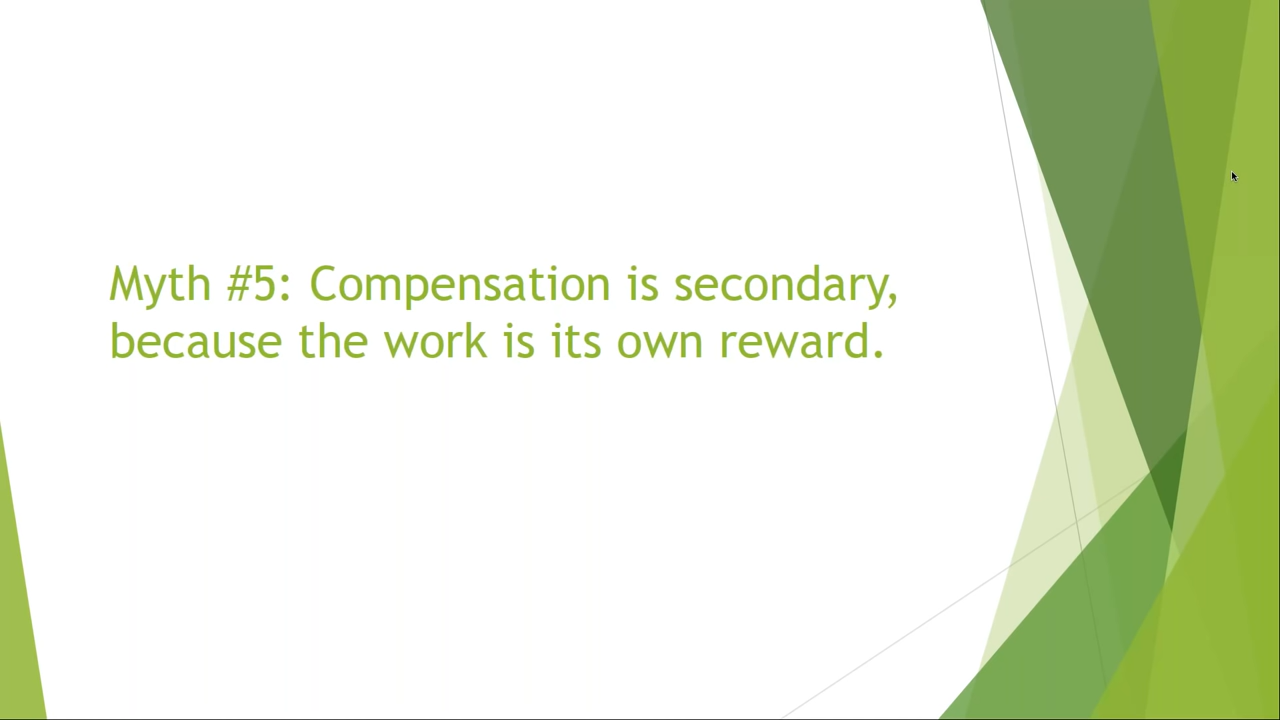 Myth #5: Compensation is secondary,
because the work is its own reward.